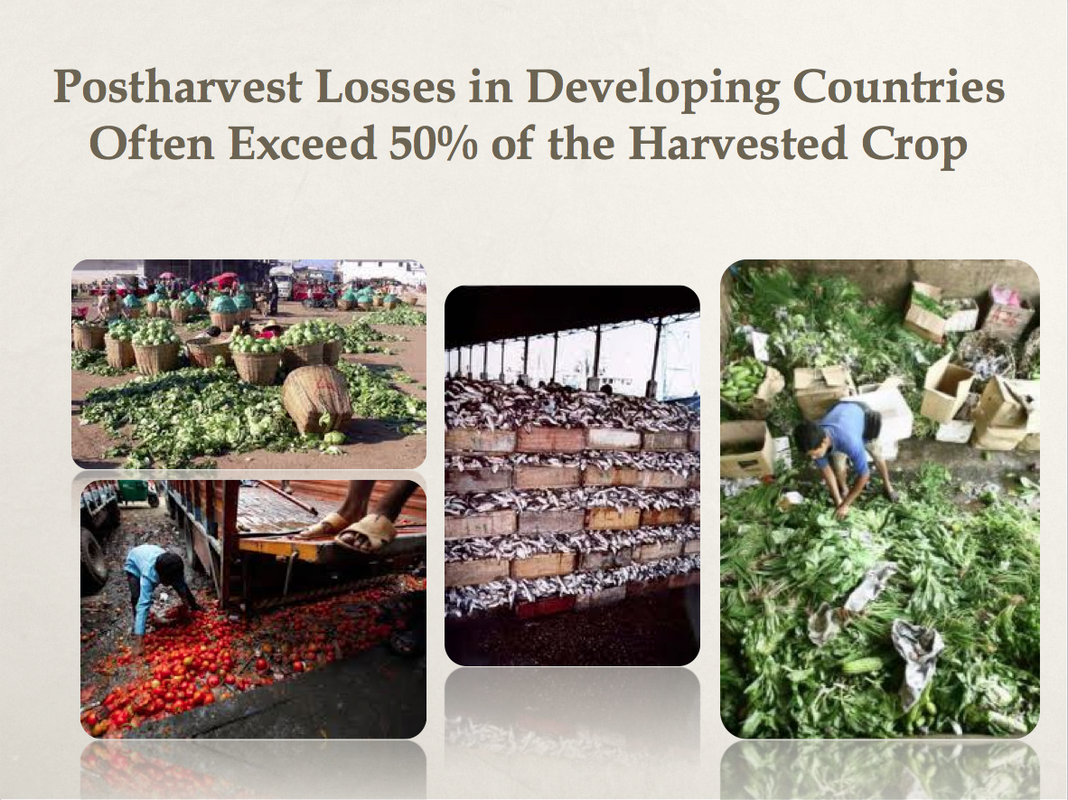 Postharvest Losses in Developing Countries
Often Exceed 50% of the Harvested Crop